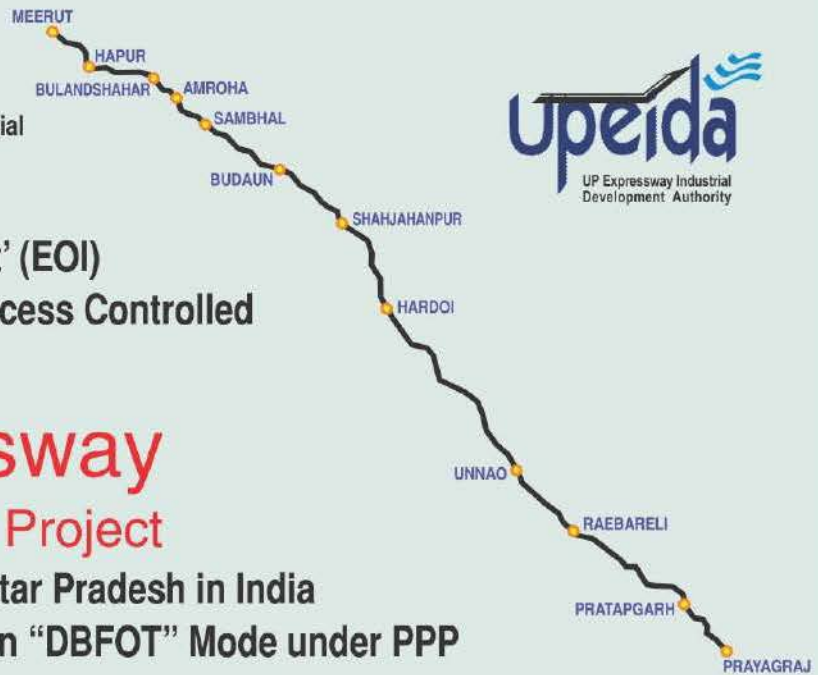 MEERUT
HAPUR
BULANDSHAHAR
AMROHA
SAMBHAL
BUDAUN
SHAHJAHANPUR
HARDOI
UNNAO
RAEBARELI
PRATAPGARH
PRAYAGRAJ
upeida
UP Expressway Industrial
Development Authority
ial
’ (EOI)
cess Controlled
sway
Project
tar Pradesh in India
n “DBFOT” Mode under PPP